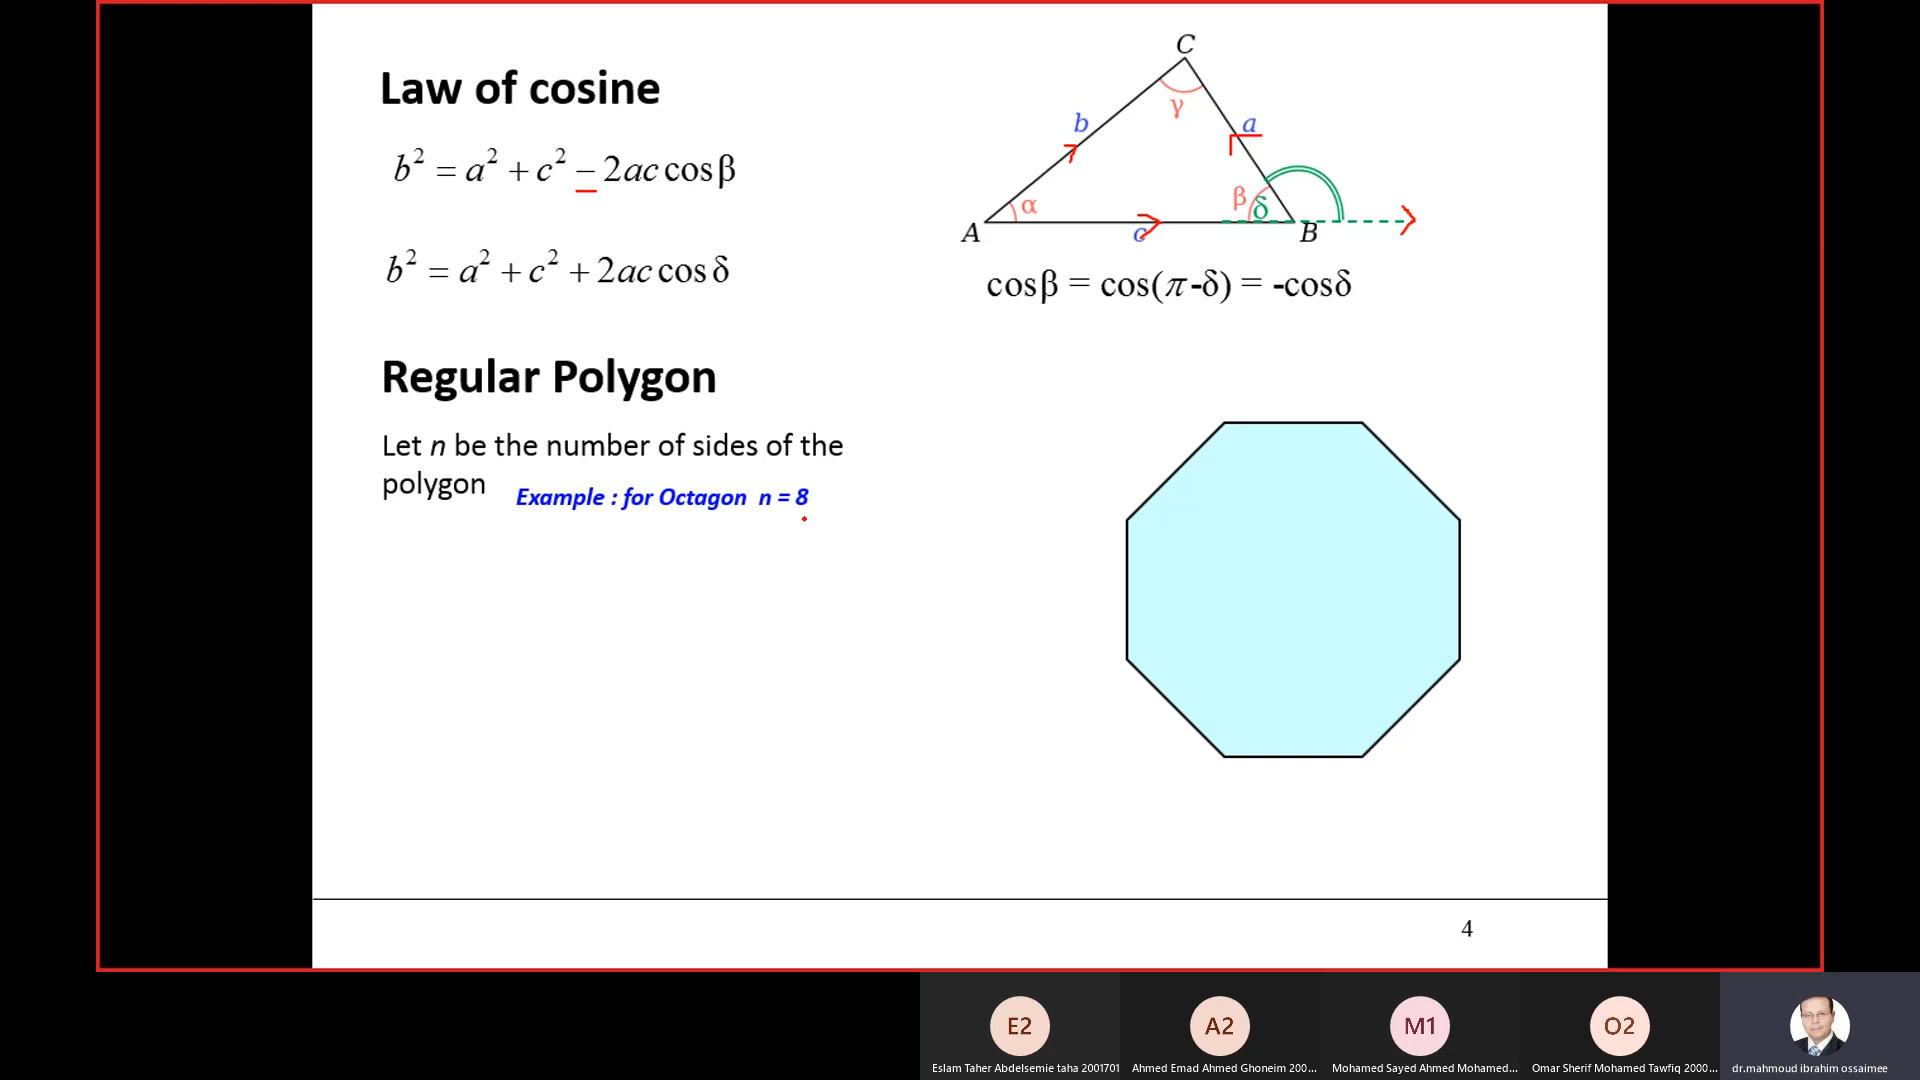 Law of cosine
b² = a² + c² − 2ac cosβ
b² = a² + c² + 2ac cosδ
C
γ
b
a
α
β
δ
A
c
B
cosβ = cos(π-δ) = -cosδ
Regular Polygon
Let n be the number of sides of the
polygon
Example : for Octagon n = 8
4
E2
A2
M1
O2
Eslam Taher Abdelsemie taha 2001701
Ahmed Emad Ahmed Ghoneim 200...
Mohamed Sayed Ahmed Mohamed...
Omar Sherif Mohamed Tawfiq 2000...
dr.mahmoud ibrahim ossaimee